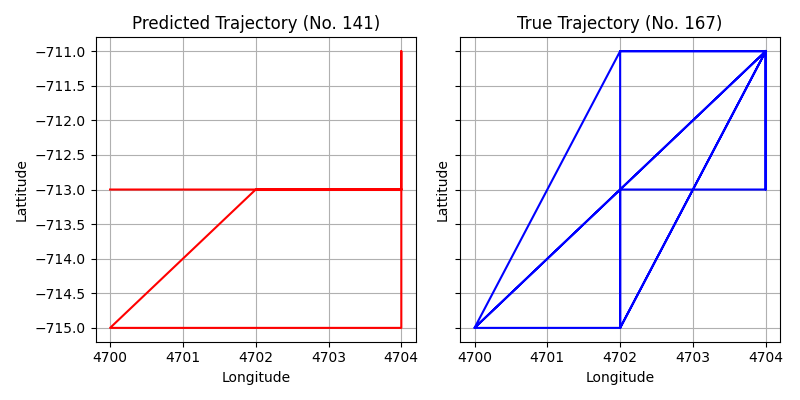 Predicted Trajectory (No. 141)
−711.0
−711.5
−712.0
−712.5
−713.0
−713.5
−714.0
−714.5
−715.0
Lattitude
4700 4701 4702 4703 4704
Longitude
True Trajectory (No. 167)
Lattitude
4700 4701 4702 4703 4704
Longitude